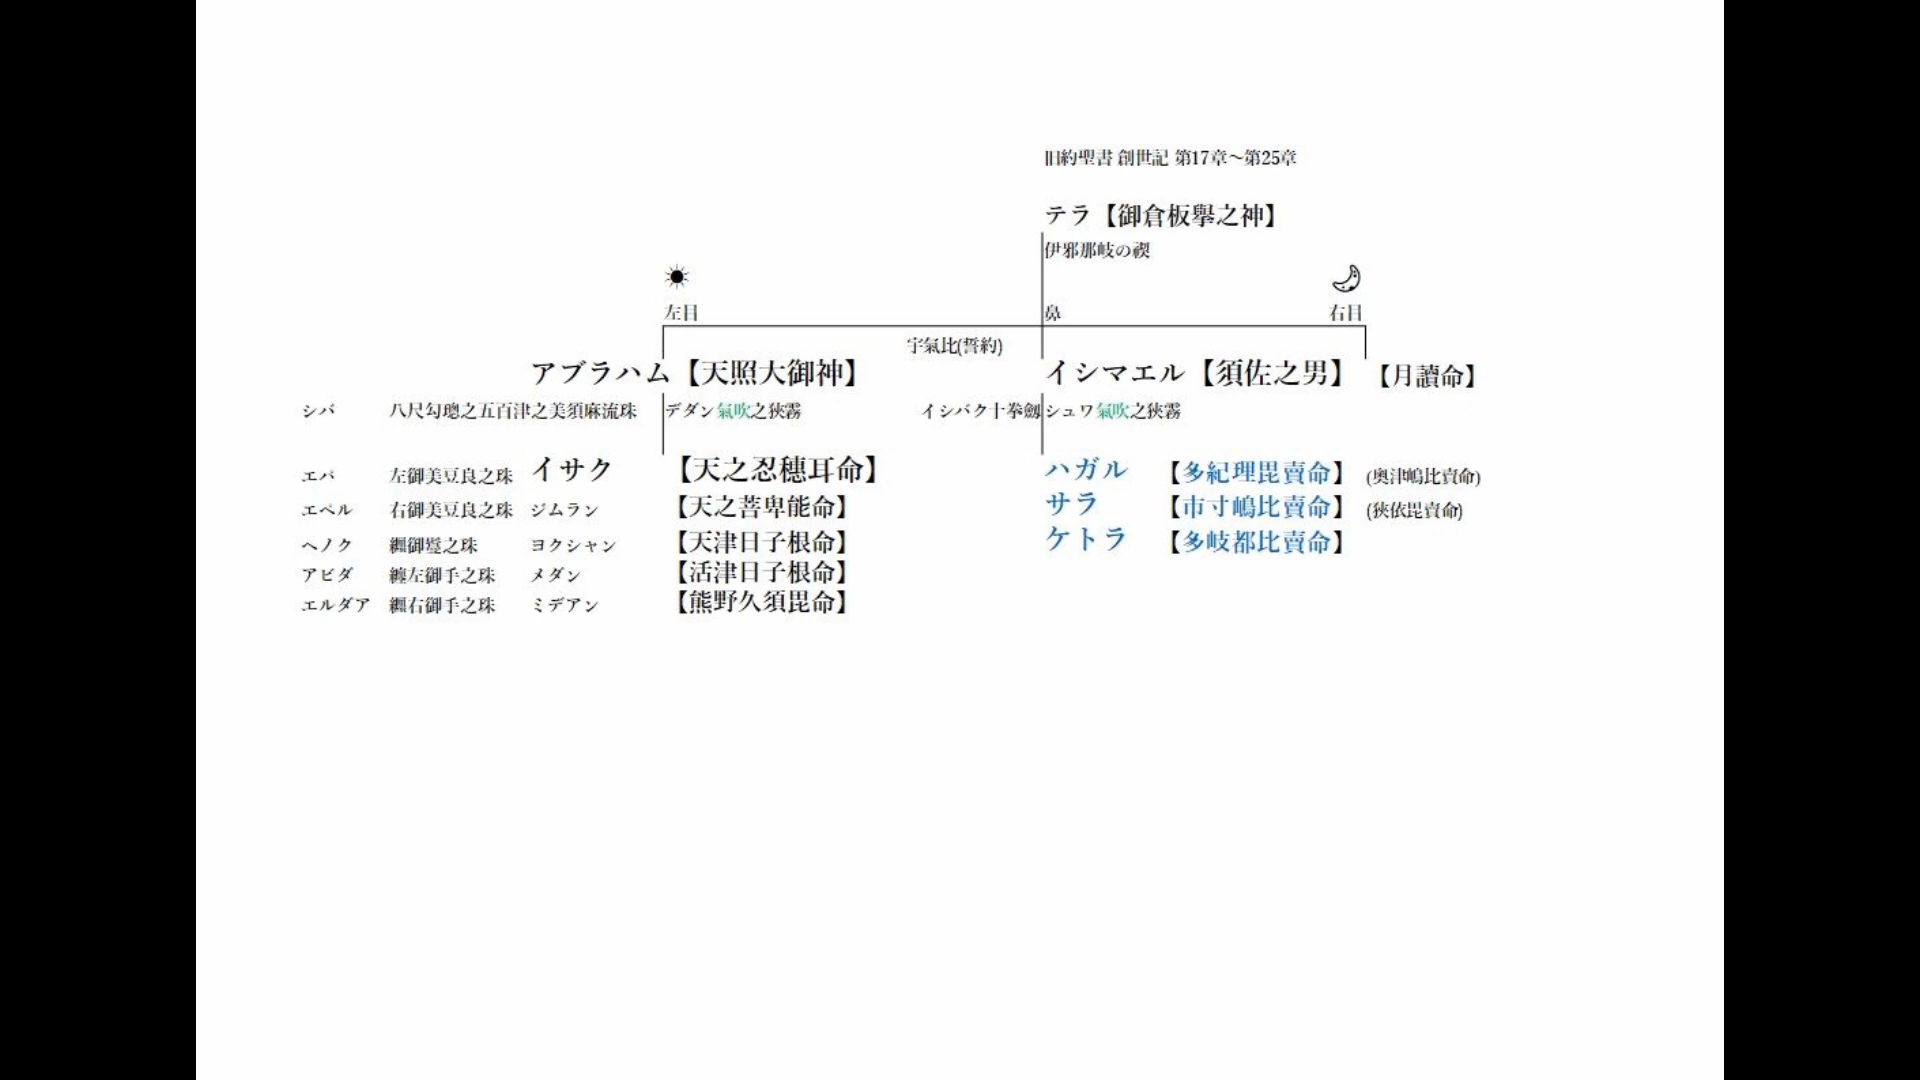 旧約聖書 創世記 第17章～第25章
テラ【御倉板擧之神】
伊邪那岐の禊
左目 鼻 右目
宇氣比(誓約)
アブラハム【天照大御神】 イシマエル【須佐之男】 【月讀命】
シバ 八尺勾璁之五百津之美須麻流珠 デダン氣吹之狭霧 イシバク十拳劔 シュワ氣吹之狭霧
エパ 左御美豆良之珠 イサク 【天之忍穗耳命】 ハガル 【多紀理毘賣命】 (奥津嶋比賣命)
エペル 右御美豆良之珠 ジムラン 【天之菩卑能命】 サラ 【市寸嶋比賣命】 (狹依毘賣命)
ヘノク 纒御鬘之珠 ヨクシャン 【天津日子根命】 ケトラ 【多岐都比賣命】
アビダ 纏左御手之珠 メダン 【活津日子根命】
エルダア 纒右御手之珠 ミデアン 【熊野久須毘命】